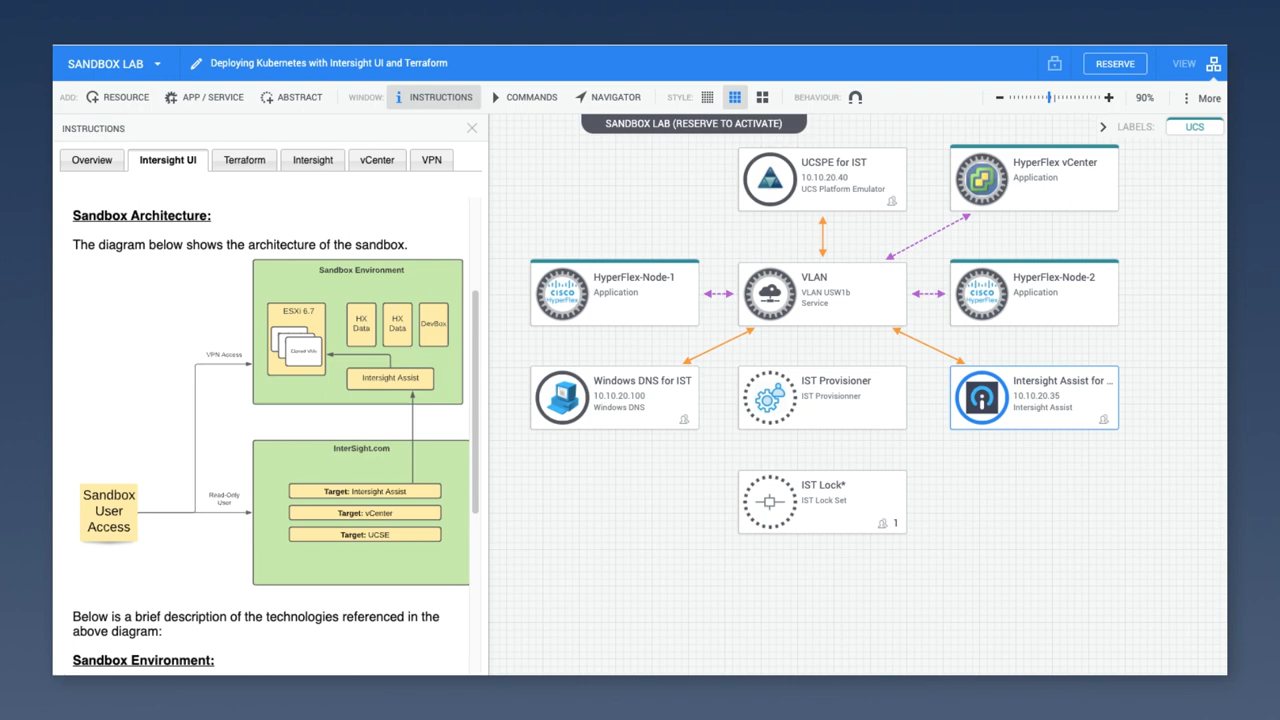 SANDBOX LAB
Deploying Kubernetes with Intersight UI and Terraform
RESERVE
VIEW
ADD:
RESOURCE
APP / SERVICE
ABSTRACT
WINDOW:
INSTRUCTIONS
COMMANDS
NAVIGATOR
STYLE:
BEHAVIOUR:
90%
More
INSTRUCTIONS
SANDBOX LAB (RESERVE TO ACTIVATE)
LABELS:
UCS
Overview
Intersight UI
Terraform
Intersight
vCenter
VPN
Sandbox Architecture:
The diagram below shows the architecture of the sandbox.
Sandbox Environment
ESXi 6.7
HX
Data
HX
Data
DevBox
VPN Access
Intersight Assist
InterSight.com
Sandbox
User
Access
Read-Only
User
Target: Intersight Assist
Target: vCenter
Target: UCSE
Below is a brief description of the technologies referenced in the
above diagram:
Sandbox Environment:
UCSPE for IST
10.10.20.40
UCS Platform Emulator
HyperFlex vCenter
Application
CISCO
HyperFlex
HyperFlex-Node-1
Application
VLAN
VLAN USW1b
Service
CISCO
HyperFlex
HyperFlex-Node-2
Application
Windows DNS for IST
10.10.20.100
Windows DNS
IST Provisioner
IST Provisionner
Intersight Assist for ...
10.10.20.35
Intersight Assist
IST Lock*
IST Lock Set
1